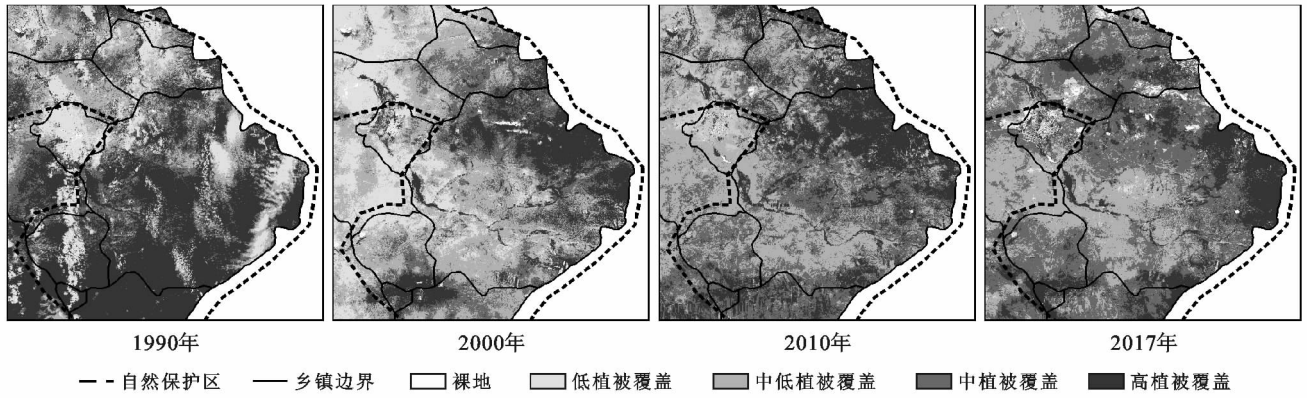 1990年 2000年 2010年 2017年
自然保护区 乡镇边界 裸地 低植被覆盖 中低植被覆盖 中植被覆盖 高植被覆盖